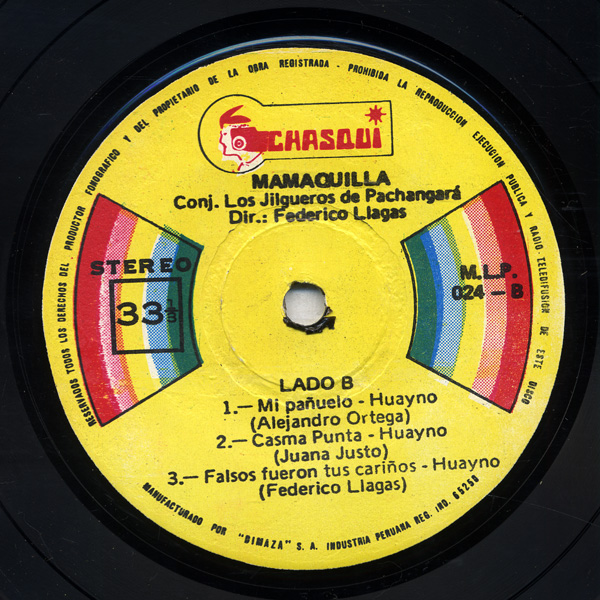 RESERVADOS TODOS LOS DERECHOS DEL PRODUCTOR FONOGRAFICO Y DEL PROPIETARIO DE LA OBRA REGISTRADA - PROHIBIDA LA REPRODUCCION EJECUCION PUBLICA Y RADIO-TELEDIFUSION DE ESTE DISCO
CHASQUI
MAMAQUILLA
Conj. Los Jilgueros de Pachangará
Dir.: Federico Llagas
STEREO
33 1/3
M.L.P.
024 - B
LADO B
1.— Mi pañuelo - Huayno
(Alejandro Ortega)
2.— Casma Punta - Huayno
(Juana Justo)
3.— Falsos fueron tus cariños - Huayno
(Federico Llagas)
MANUFACTURADO POR "DIMAZA" S. A. INDUSTRIA PERUANA REG. IND. 65250